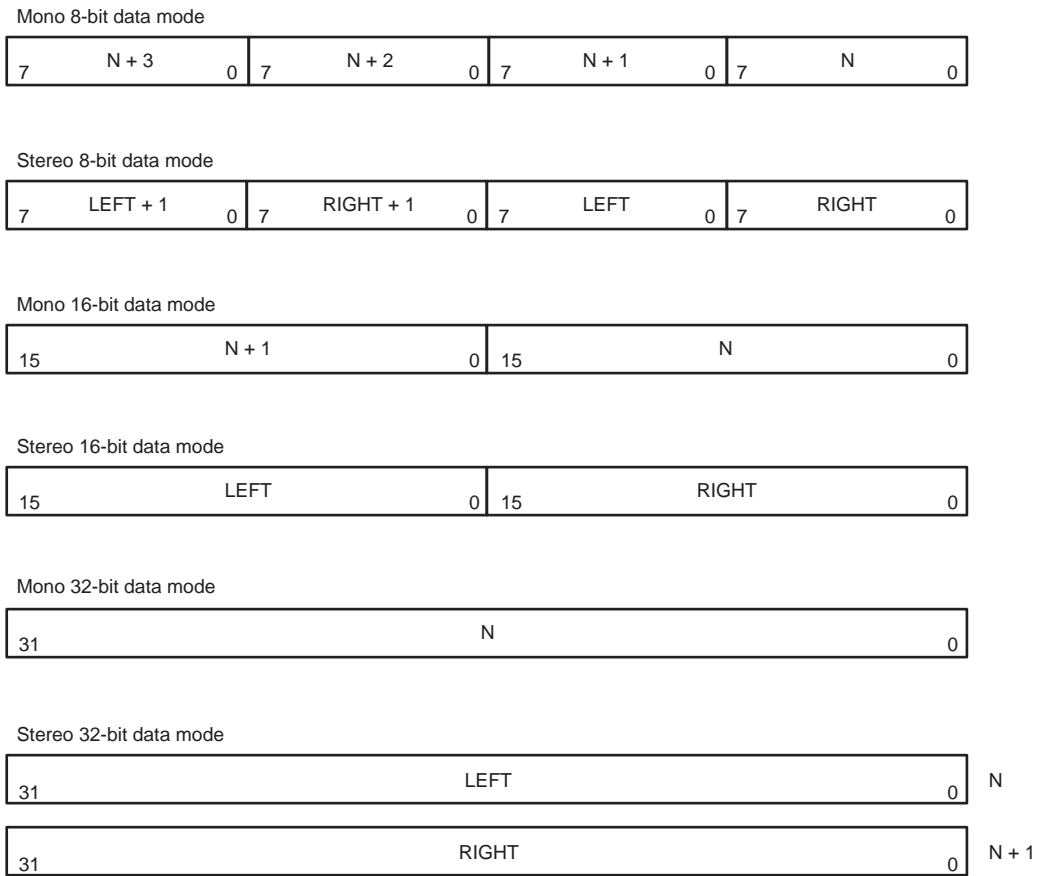 Mono 8-bit data mode
7 N + 3 0 7 N + 2 0 7 N + 1 0 7 N 0
Stereo 8-bit data mode
7 LEFT + 1 0 7 RIGHT + 1 0 7 LEFT 0 7 RIGHT 0
Mono 16-bit data mode
15 N + 1 0 15 N 0
Stereo 16-bit data mode
15 LEFT 0 15 RIGHT 0
Mono 32-bit data mode
31 N 0
Stereo 32-bit data mode
31 LEFT 0 N
31 RIGHT 0 N + 1